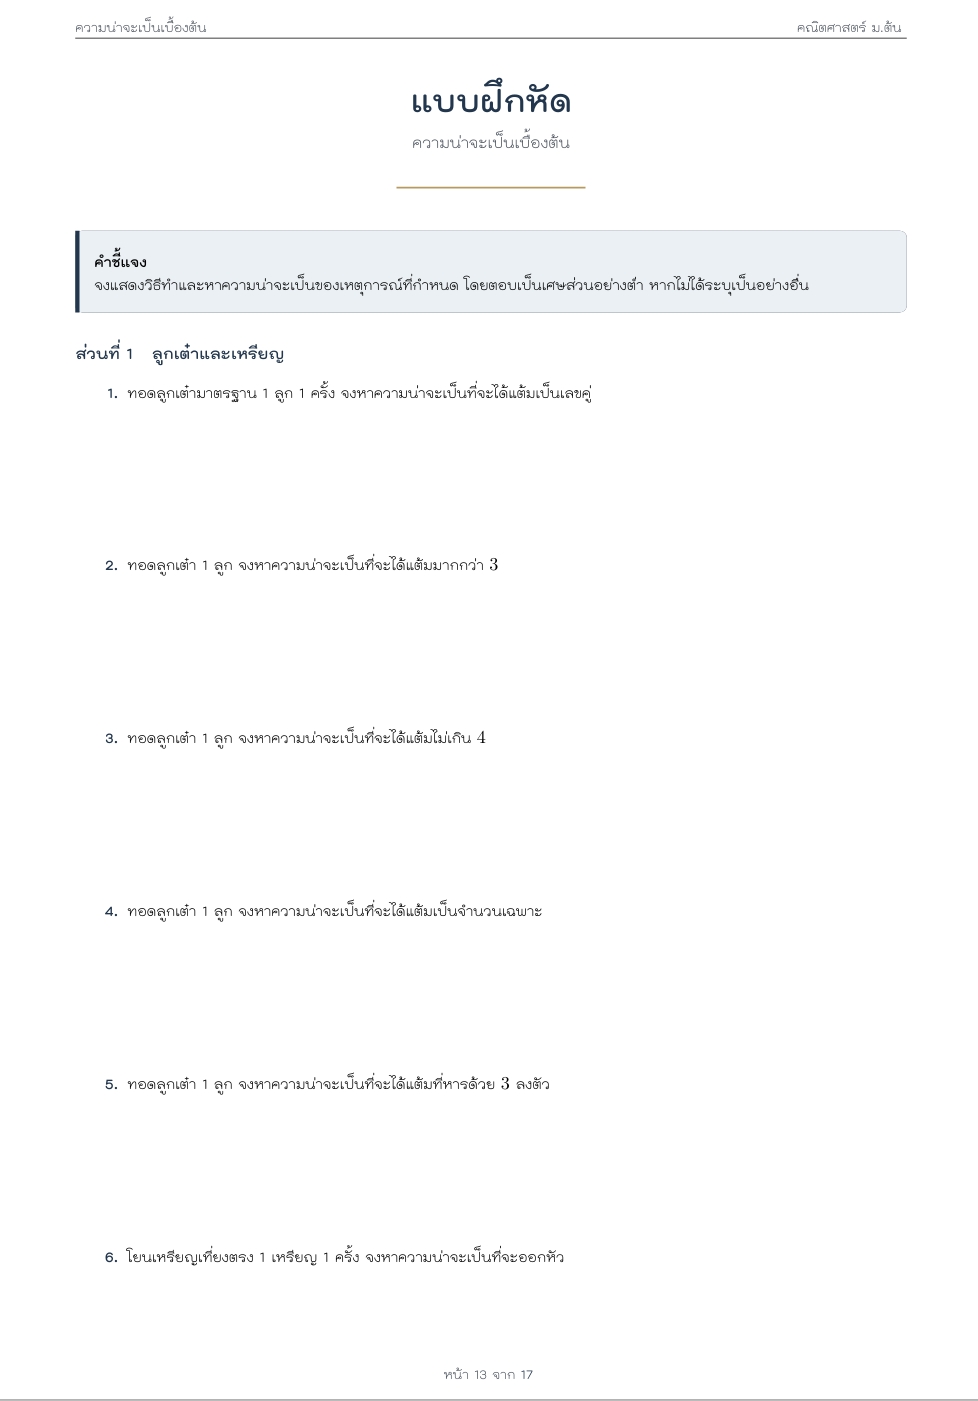 ความน่าจะเป็นเบื้องต้น
คณิตศาสตร์ ม.ต้น
แบบฝึกหัด
ความน่าจะเป็นเบื้องต้น
คำชี้แจง
จงแสดงวิธีทำและหาความน่าจะเป็นของเหตุการณ์ที่กำหนด โดยตอบเป็นเศษส่วนอย่างต่ำ หากไม่ได้ระบุเป็นอย่างอื่น
ส่วนที่ 1 ลูกเต๋าและเหรียญ
1. ทอดลูกเต๋ามาตรฐาน 1 ลูก 1 ครั้ง จงหาความน่าจะเป็นที่จะได้แต้มเป็นเลขคู่
2. ทอดลูกเต๋า 1 ลูก จงหาความน่าจะเป็นที่จะได้แต้มมากกว่า 3
3. ทอดลูกเต๋า 1 ลูก จงหาความน่าจะเป็นที่จะได้แต้มไม่เกิน 4
4. ทอดลูกเต๋า 1 ลูก จงหาความน่าจะเป็นที่จะได้แต้มเป็นจำนวนเฉพาะ
5. ทอดลูกเต๋า 1 ลูก จงหาความน่าจะเป็นที่จะได้แต้มที่หารด้วย 3 ลงตัว
6. โยนเหรียญเที่ยงตรง 1 เหรียญ 1 ครั้ง จงหาความน่าจะเป็นที่จะออกหัว
หน้า 13 จาก 17